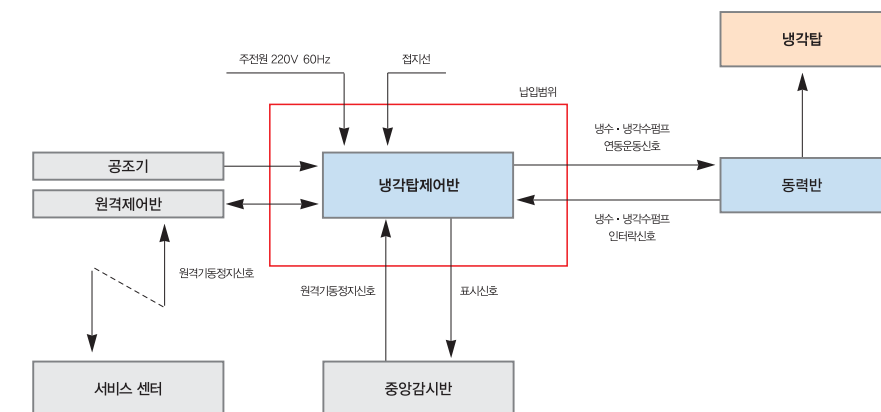 냉각탑
주전원 220V 60Hz
접지선
납입범위
냉수·냉각수펌프
연동운동신호
공조기
냉각탑제어반
동력반
원격제어반
냉수·냉각수펌프
인터락신호
원격기동정지신호
원격기동정지신호
표시신호
서비스 센터
중앙감시반